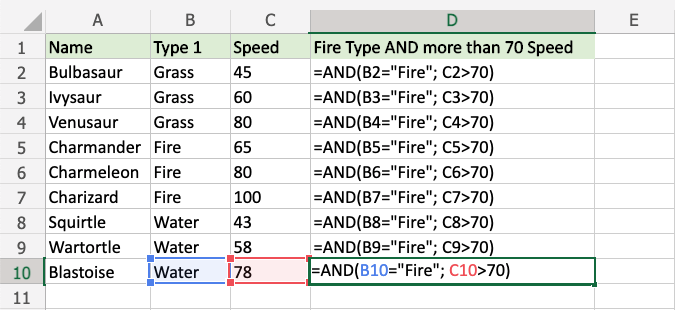 A B C D E
1 Name Type 1 Speed Fire Type AND more than 70 Speed
2 Bulbasaur Grass 45 =AND(B2="Fire"; C2>70)
3 Ivysaur Grass 60 =AND(B3="Fire"; C3>70)
4 Venusaur Grass 80 =AND(B4="Fire"; C4>70)
5 Charmander Fire 65 =AND(B5="Fire"; C5>70)
6 Charmeleon Fire 80 =AND(B6="Fire"; C6>70)
7 Charizard Fire 100 =AND(B7="Fire"; C7>70)
8 Squirtle Water 43 =AND(B8="Fire"; C8>70)
9 Wartortle Water 58 =AND(B9="Fire"; C9>70)
10 Blastoise Water 78 =AND(B10="Fire"; C10>70)
11